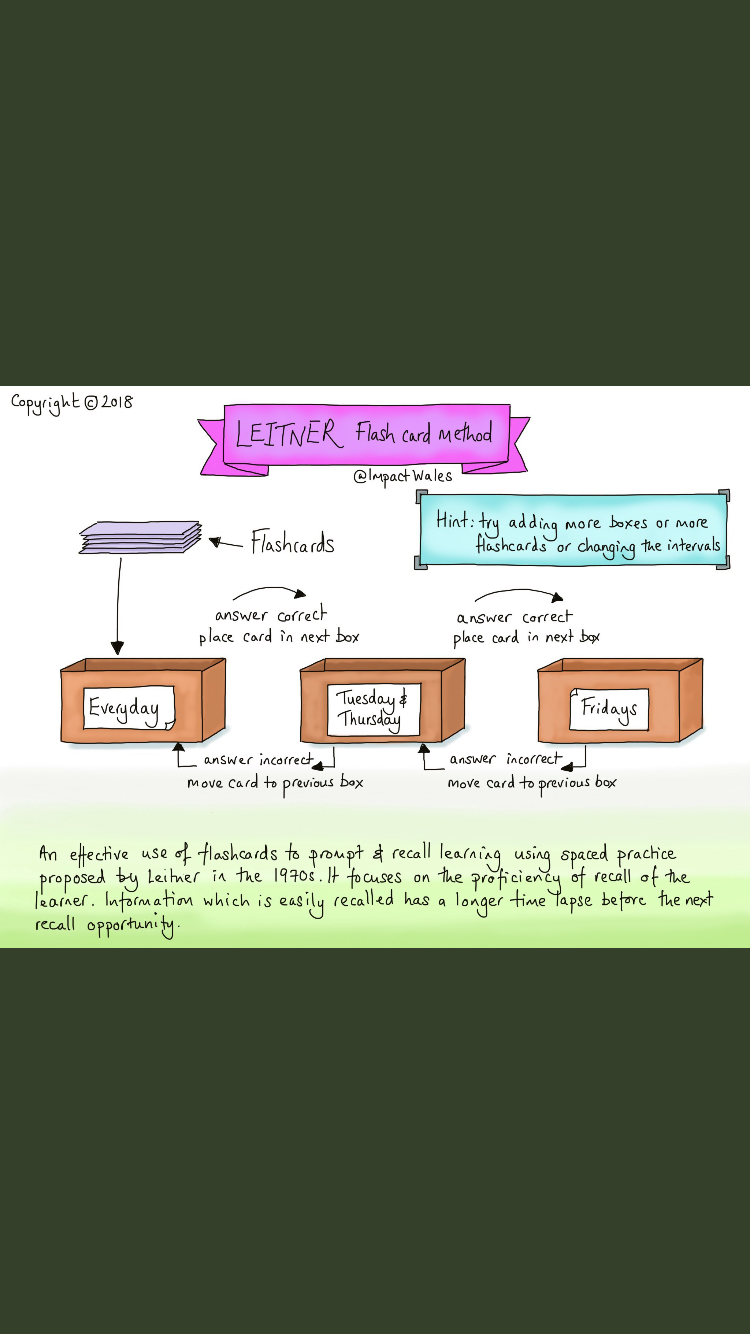 Copyright © 2018
LEITNER Flash card method
@ImpactWales
Hint: try adding more boxes or more
flashcards or changing the intervals
Flashcards
answer correct
place card in next box
answer correct
place card in next box
Everyday
Tuesday &
Thursday
Fridays
answer incorrect
move card to previous box
answer incorrect
move card to previous box
An effective use of flashcards to prompt & recall learning using spaced practice
proposed by Leitner in the 1970s. It focuses on the proficiency of recall of the
learner. Information which is easily recalled has a longer time lapse before the next
recall opportunity.